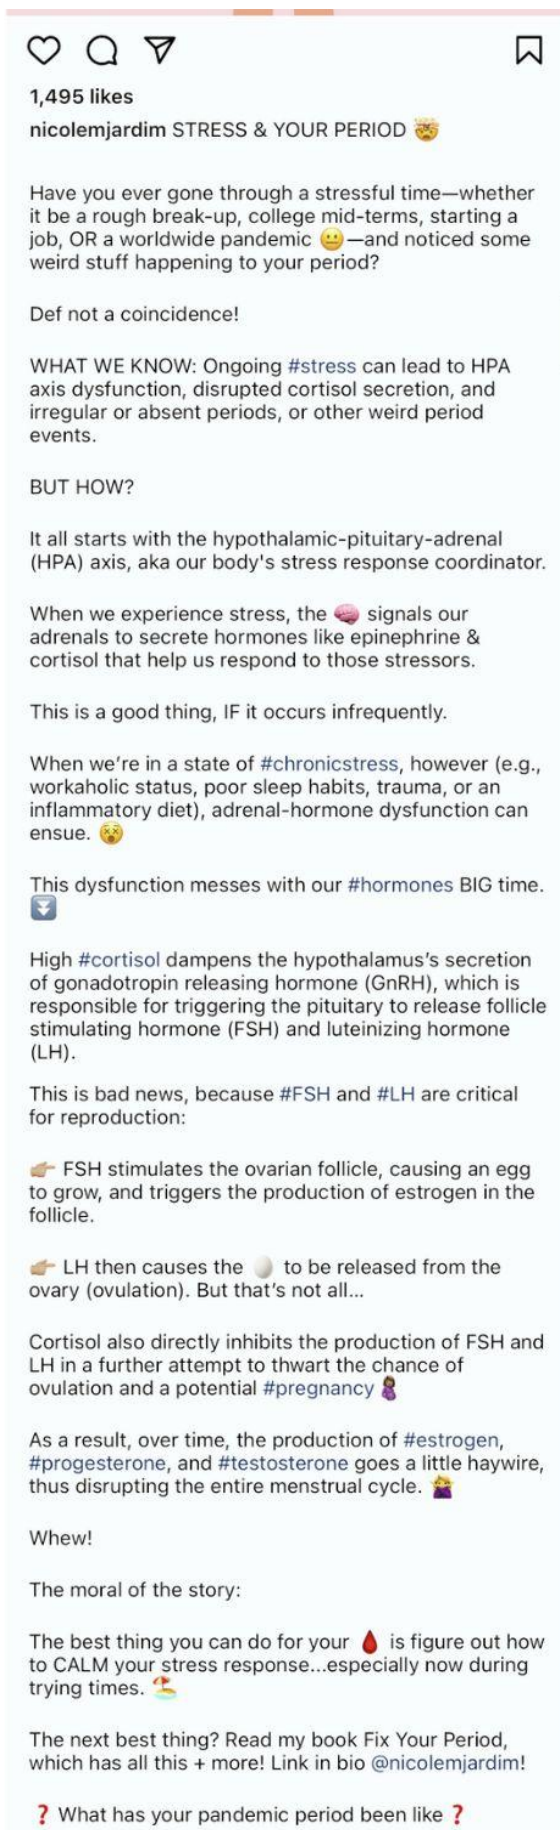 1,495 likes
nicolemjardim STRESS & YOUR PERIOD 🤯
Have you ever gone through a stressful time—whether
it be a rough break-up, college mid-terms, starting a
job, OR a worldwide pandemic 😐—and noticed some
weird stuff happening to your period?
Def not a coincidence!
WHAT WE KNOW: Ongoing #stress can lead to HPA
axis dysfunction, disrupted cortisol secretion, and
irregular or absent periods, or other weird period
events.
BUT HOW?
It all starts with the hypothalamic-pituitary-adrenal
(HPA) axis, aka our body's stress response coordinator.
When we experience stress, the 🧠 signals our
adrenals to secrete hormones like epinephrine &
cortisol that help us respond to those stressors.
This is a good thing, IF it occurs infrequently.
When we're in a state of #chronicstress, however (e.g.,
workaholic status, poor sleep habits, trauma, or an
inflammatory diet), adrenal-hormone dysfunction can
ensue. 😵
This dysfunction messes with our #hormones BIG time.
⏬
High #cortisol dampens the hypothalamus's secretion
of gonadotropin releasing hormone (GnRH), which is
responsible for triggering the pituitary to release follicle
stimulating hormone (FSH) and luteinizing hormone
(LH).
This is bad news, because #FSH and #LH are critical
for reproduction:
👉🏼 FSH stimulates the ovarian follicle, causing an egg
to grow, and triggers the production of estrogen in the
follicle.
👉🏼 LH then causes the 🥚 to be released from the
ovary (ovulation). But that's not all...
Cortisol also directly inhibits the production of FSH and
LH in a further attempt to thwart the chance of
ovulation and a potential #pregnancy 🤰🏾
As a result, over time, the production of #estrogen,
#progesterone, and #testosterone goes a little haywire,
thus disrupting the entire menstrual cycle. 🙅
Whew!
The moral of the story:
The best thing you can do for your 🩸 is figure out how
to CALM your stress response...especially now during
trying times. 🏖️
The next best thing? Read my book Fix Your Period,
which has all this + more! Link in bio @nicolemjardim!
❓ What has your pandemic period been like ❓